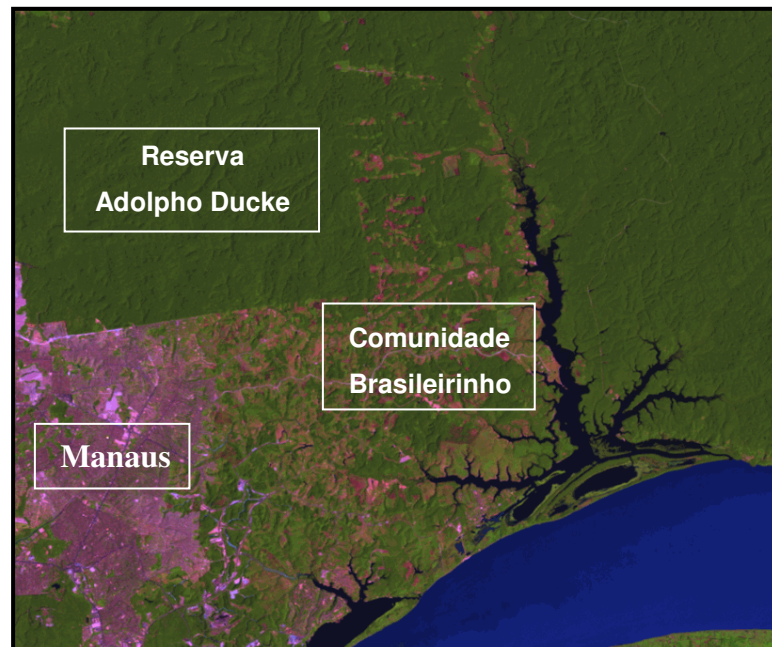 Reserva
Adolpho Ducke
Comunidade
Brasileirinho
Manaus